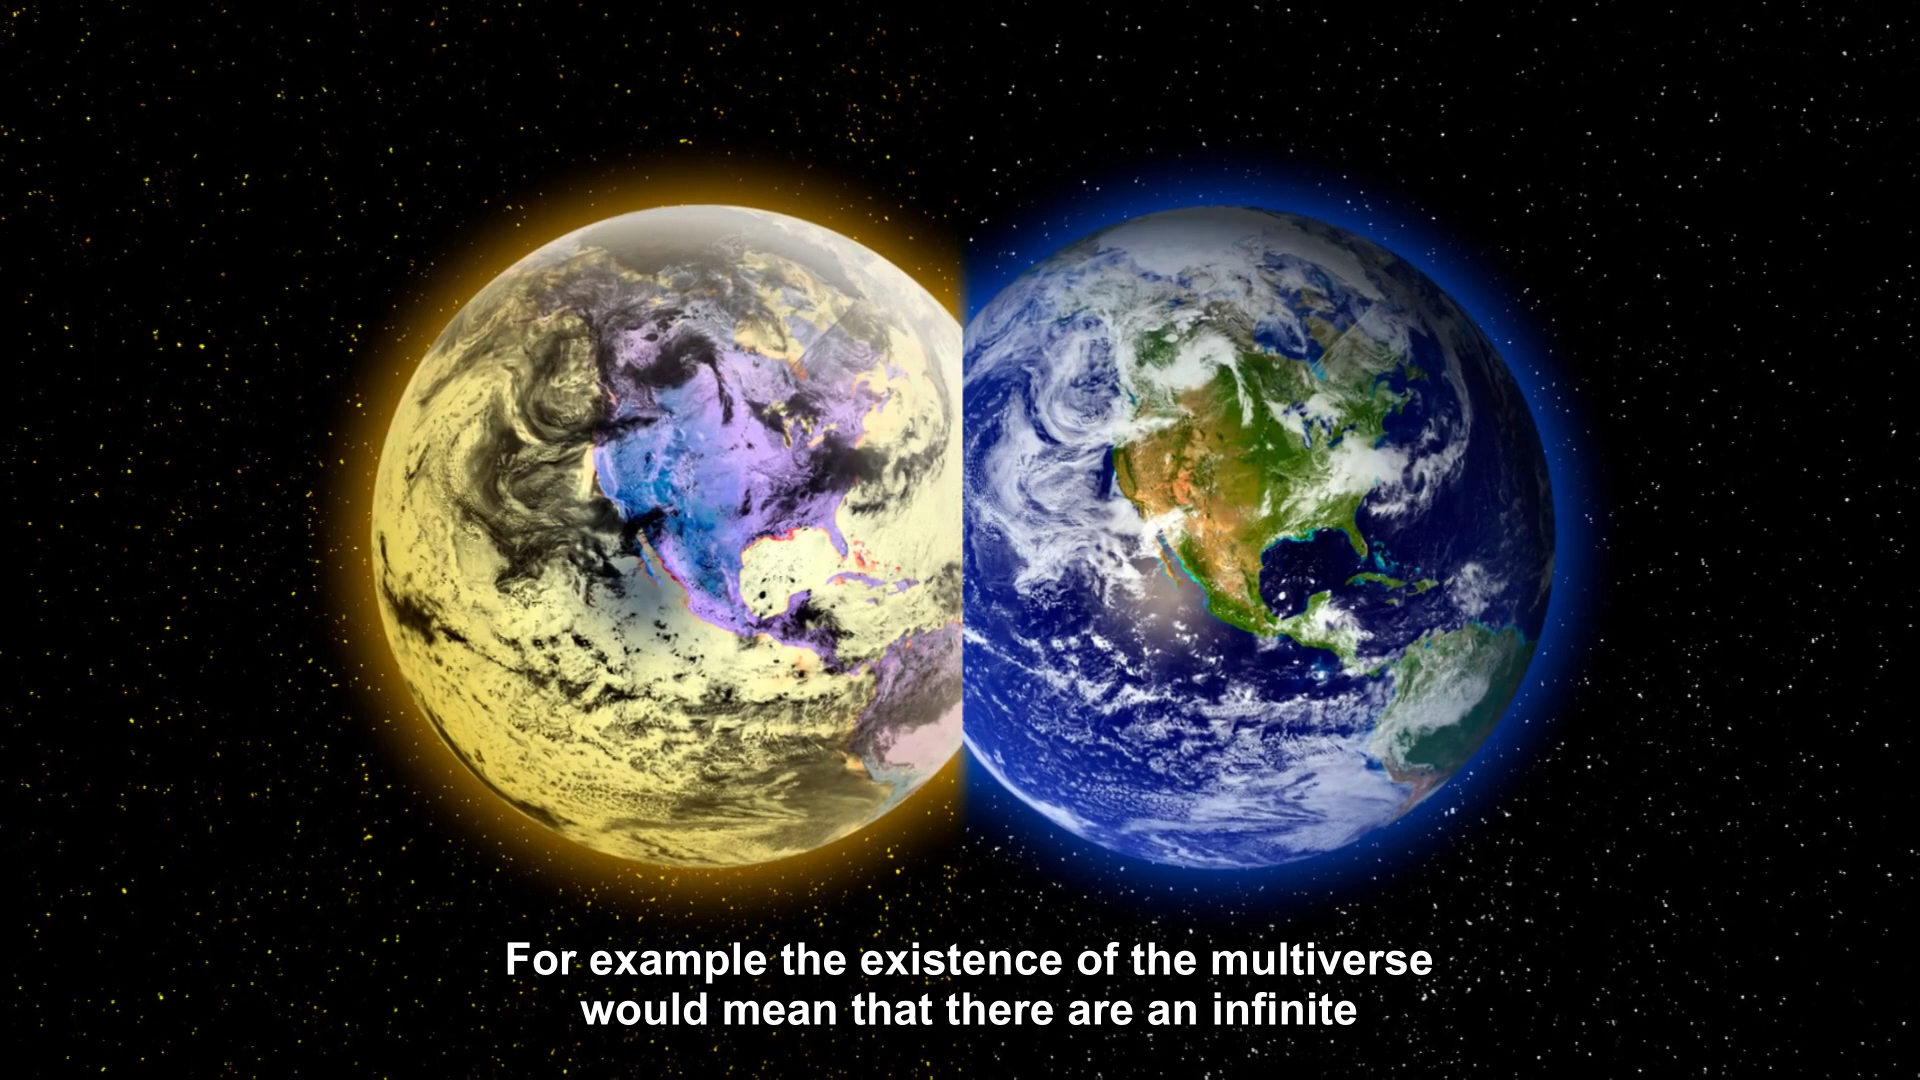 For example the existence of the multiverse
would mean that there are an infinite